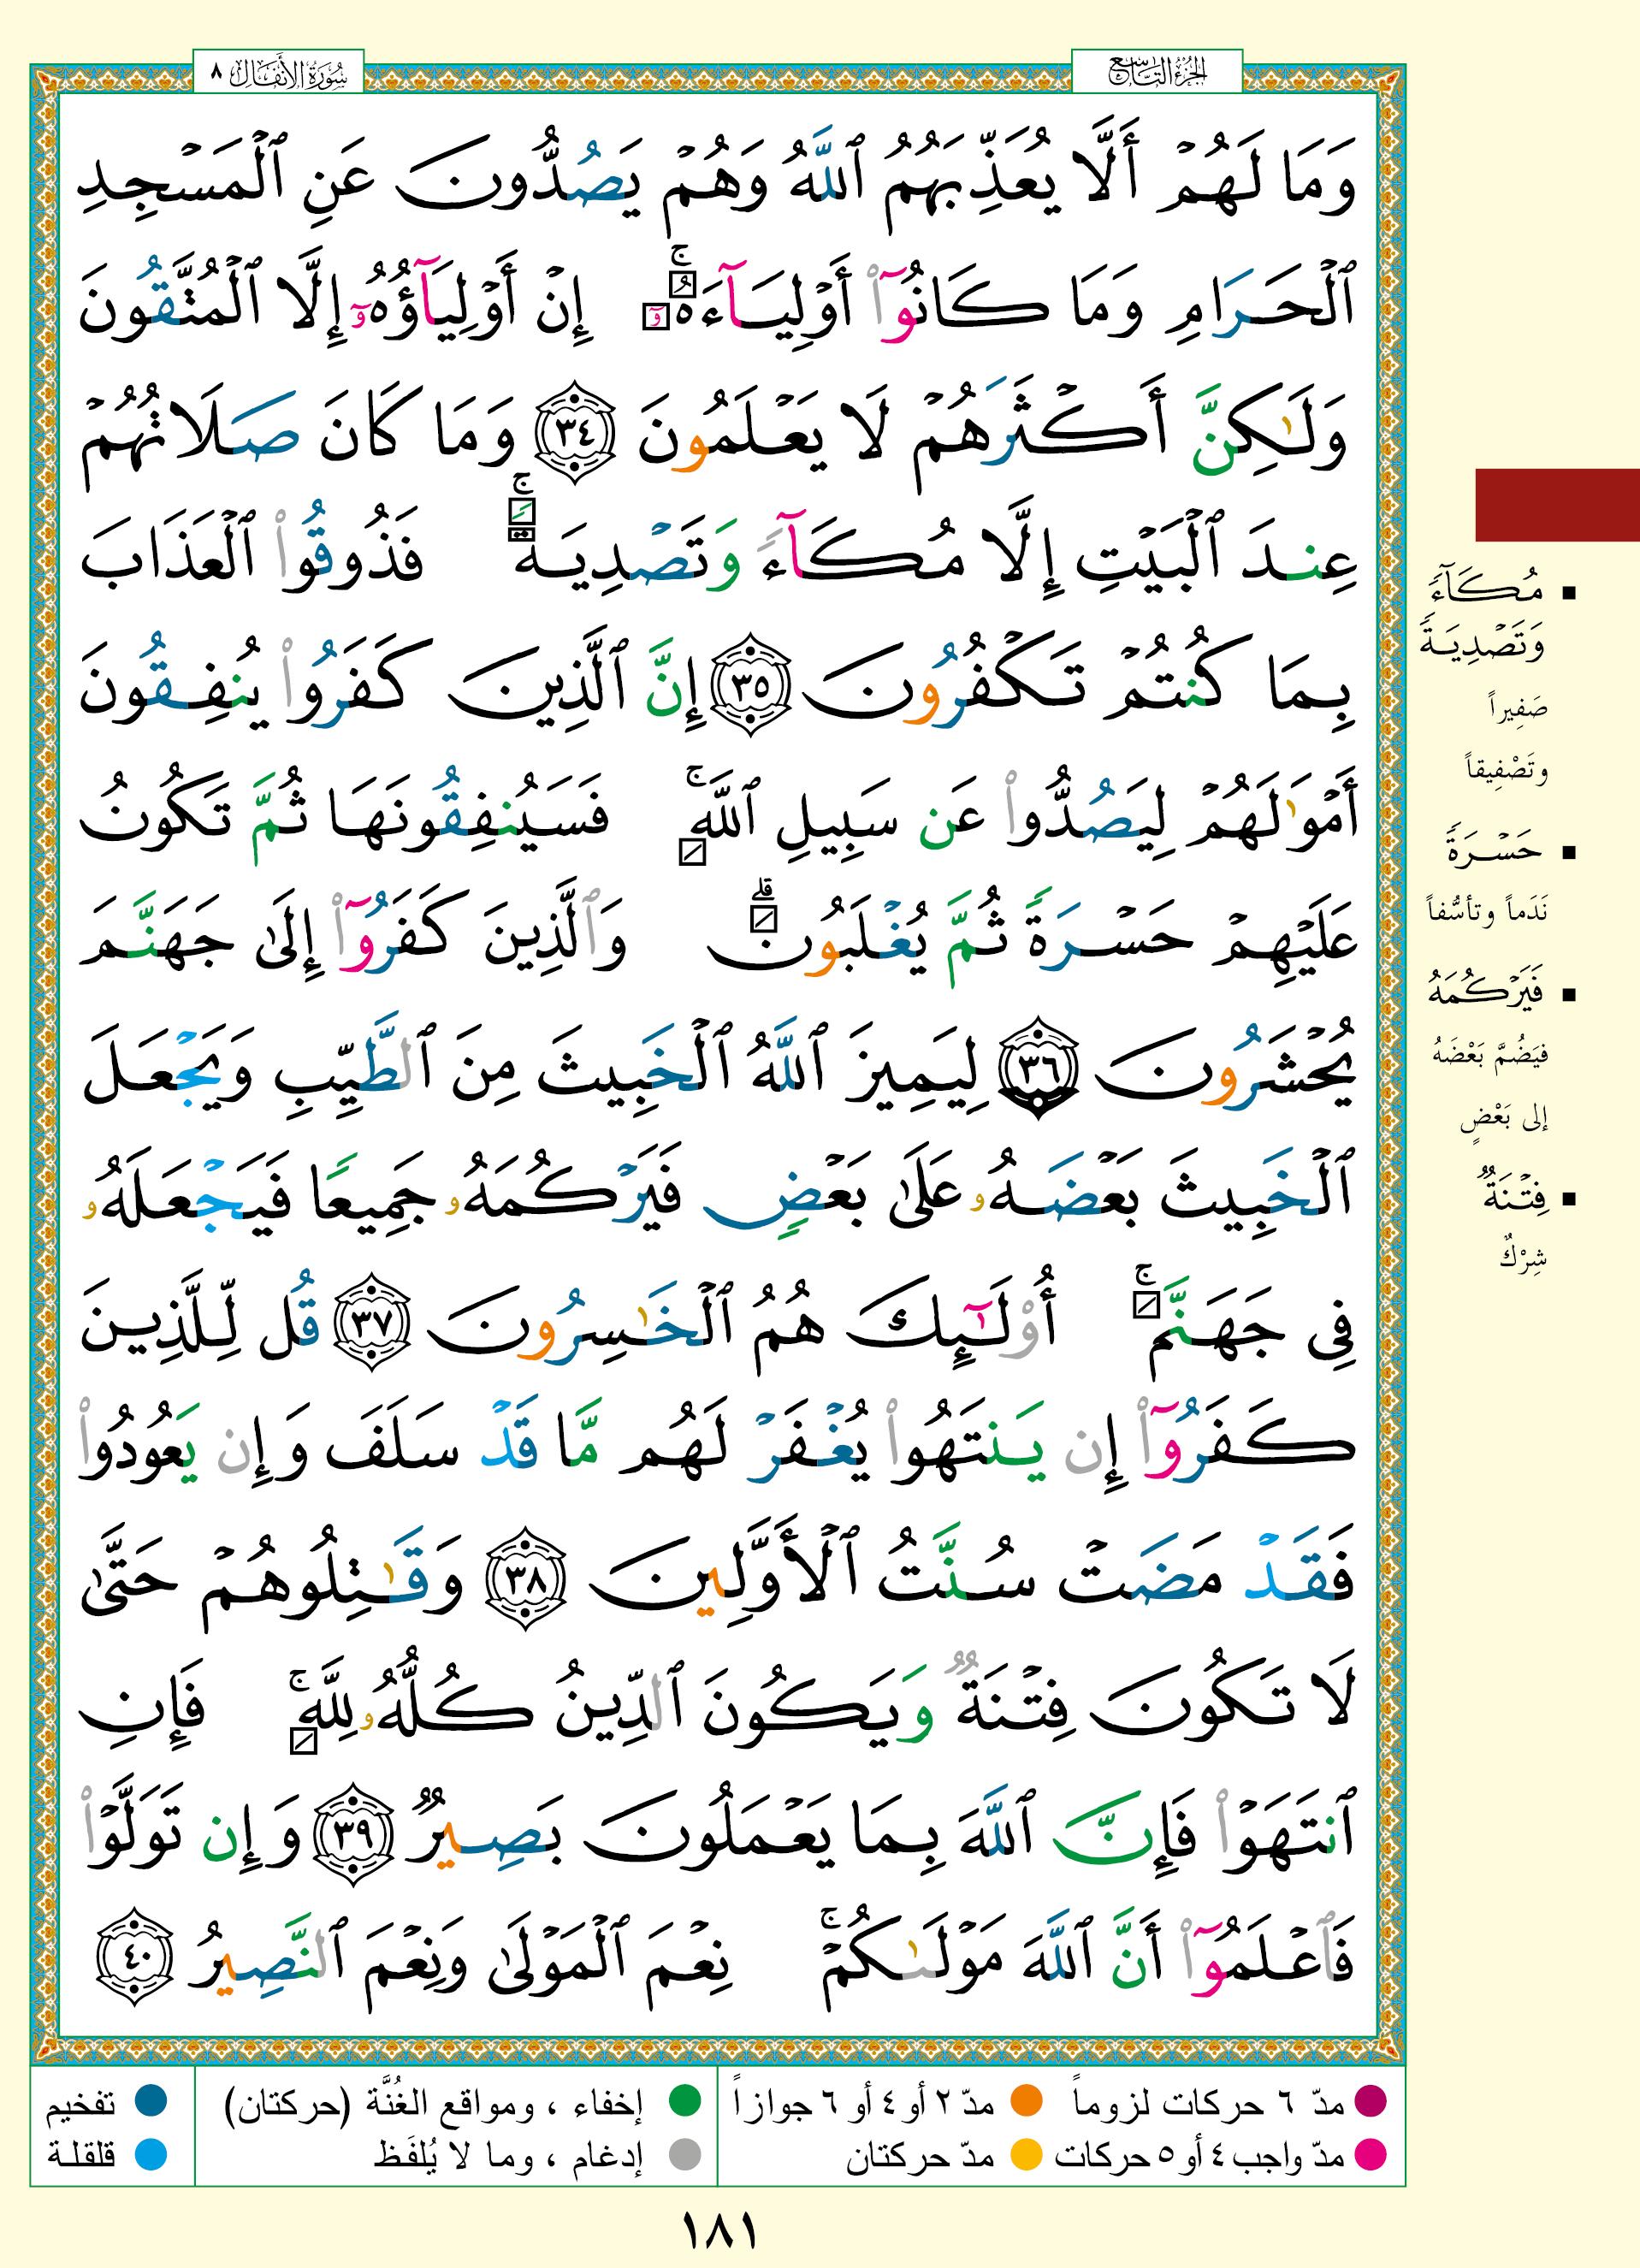 الجزء التاسع
سورة الأنفال ٨
وَمَا لَهُمۡ أَلَّا يُعَذِّبَهُمُ ٱللَّهُ وَهُمۡ يَصُدُّونَ عَنِ ٱلۡمَسۡجِدِ
ٱلۡحَرَامِ وَمَا كَانُوٓاْ أَوۡلِيَآءَهُۥٓۚ إِنۡ أَوۡلِيَآؤُهُۥٓ إِلَّا ٱلۡمُتَّقُونَ
وَلَٰكِنَّ أَكۡثَرَهُمۡ لَا يَعۡلَمُونَ ٣٤ وَمَا كَانَ صَلَاتُهُمۡ
عِندَ ٱلۡبَيۡتِ إِلَّا مُكَآءٗ وَتَصۡدِيَةٗۚ فَذُوقُواْ ٱلۡعَذَابَ
بِمَا كُنتُمۡ تَكۡفُرُونَ ٣٥ إِنَّ ٱلَّذِينَ كَفَرُواْ يُنفِقُونَ
أَمۡوَٰلَهُمۡ لِيَصُدُّواْ عَن سَبِيلِ ٱللَّهِۚ فَسَيُنفِقُونَهَا ثُمَّ تَكُونُ
عَلَيۡهِمۡ حَسۡرَةٗ ثُمَّ يُغۡلَبُونَۗ وَٱلَّذِينَ كَفَرُوٓاْ إِلَىٰ جَهَنَّمَ
يُحۡشَرُونَ ٣٦ لِيَمِيزَ ٱللَّهُ ٱلۡخَبِيثَ مِنَ ٱلطَّيِّبِ وَيَجۡعَلَ
ٱلۡخَبِيثَ بَعۡضَهُۥ عَلَىٰ بَعۡضٖ فَيَرۡكُمَهُۥ جَمِيعٗا فَيَجۡعَلَهُۥ
فِي جَهَنَّمَۚ أُوْلَٰٓئِكَ هُمُ ٱلۡخَٰسِرُونَ ٣٧ قُل لِّلَّذِينَ
كَفَرُوٓاْ إِن يَنتَهُواْ يُغۡفَرۡ لَهُم مَّا قَدۡ سَلَفَ وَإِن يَعُودُواْ
فَقَدۡ مَضَتۡ سُنَّتُ ٱلۡأَوَّلِينَ ٣٨ وَقَٰتِلُوهُمۡ حَتَّىٰ
لَا تَكُونَ فِتۡنَةٞ وَيَكُونَ ٱلدِّينُ كُلُّهُۥ لِلَّهِۚ فَإِنِ
ٱنتَهَوۡاْ فَإِنَّ ٱللَّهَ بِمَا يَعۡمَلُونَ بَصِيرٞ ٣٩ وَإِن تَوَلَّوۡاْ
فَٱعۡلَمُوٓاْ أَنَّ ٱللَّهَ مَوۡلَىٰكُمۡۚ نِعۡمَ ٱلۡمَوۡلَىٰ وَنِعۡمَ ٱلنَّصِيرُ ٤٠
▪ مُكَآءٗ
وَتَصۡدِيَةٗ
صَفِيراً
وتَصْفِيقاً
▪ حَسۡرَةٗ
نَدَماً وتأسُّفاً
▪ فَيَرۡكُمَهُۥ
فيَضُمَّ بَعْضَهُ
إلى بَعْضٍ
▪ فِتۡنَةٞ
شِرْكٌ
مدّ ٦ حركات لزوماً
مدّ ٢ أو ٤ أو ٦ جوازاً
إخفاء ، ومواقع الغُنَّة (حركتان)
تفخيم
مدّ واجب ٤ أو ٥ حركات
مدّ حركتان
إدغام ، وما لا يُلفَظ
قلقلة
١٨١